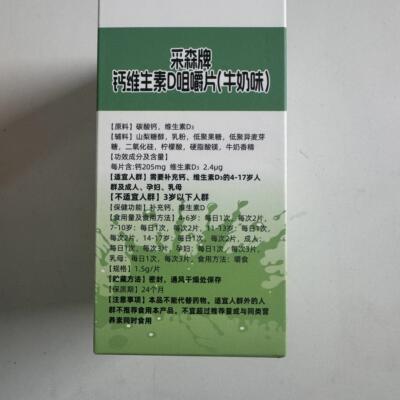 采森牌
钙维生素D咀嚼片(牛奶味)
【原料】碳酸钙，维生素D₃
【辅料】山梨糖醇，乳粉，低聚果糖，低聚异麦芽
糖，二氧化硅，柠檬酸，硬脂酸镁，牛奶香精
【功效成分及含量】
每片含:钙205mg 维生素D₃ 2.4μg
【适宜人群】需要补充钙、维生素D₃的4-17岁人
群及成人、孕妇、乳母
【不适宜人群】3岁以下人群
【保健功能】补充钙，维生素D
【食用量及食用方法】4-6岁：每日1次，每次2片，
7-10岁：每日1次，每次2片，11-13岁：每日1次，
每次2片，14-17岁：每日1次，每次2片，成人：
每日1次，每次3片，孕妇：每日1次，每次3片，
乳母：每日1次，每次3片，食用方法：嚼食
【规格】1.5g/片
【贮藏方法】密封，通风干燥处保存
【保质期】24个月
【注意事项】本品不能代替药物，适宜人群外的人
群不推荐食用本产品，不宜超过推荐量或与同类营
养素同时食用